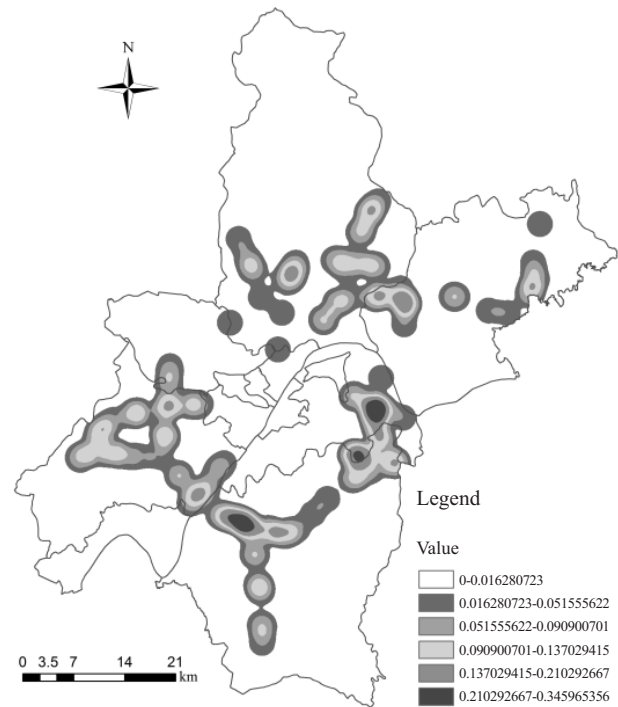 N
Legend
Value
0-0.016280723
0.016280723-0.051555622
0.051555622-0.090900701
0.090900701-0.137029415
0.137029415-0.210292667
0.210292667-0.345965356
0 3.5 7 14 21
km